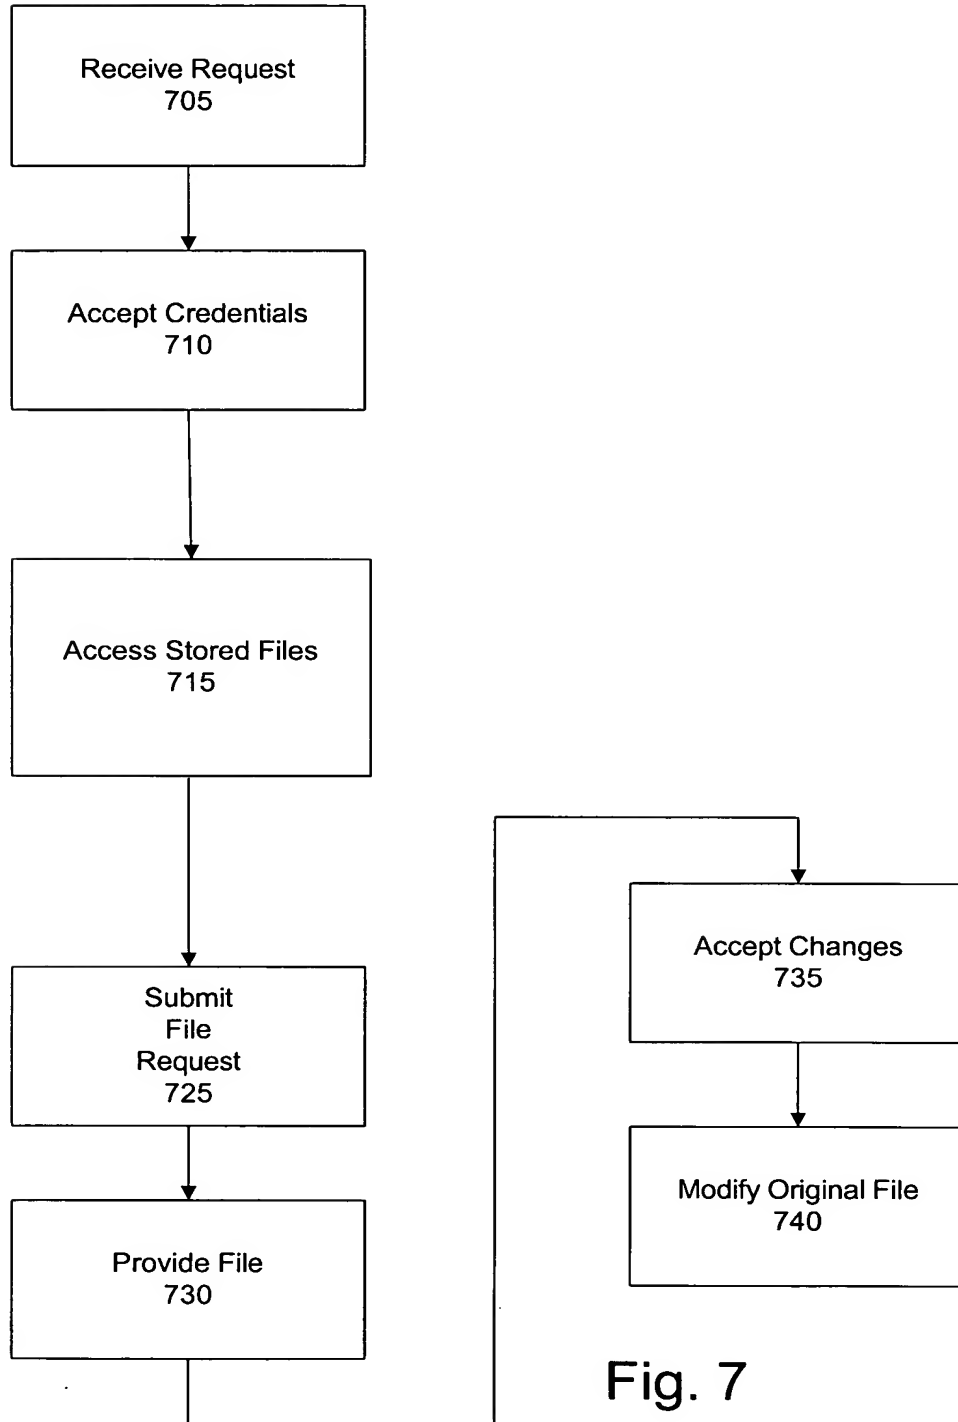 Receive Request
705
Accept Credentials
710
Access Stored Files
715
Submit
File
Request
725
Provide File
730
Accept Changes
735
Modify Original File
740
Fig. 7